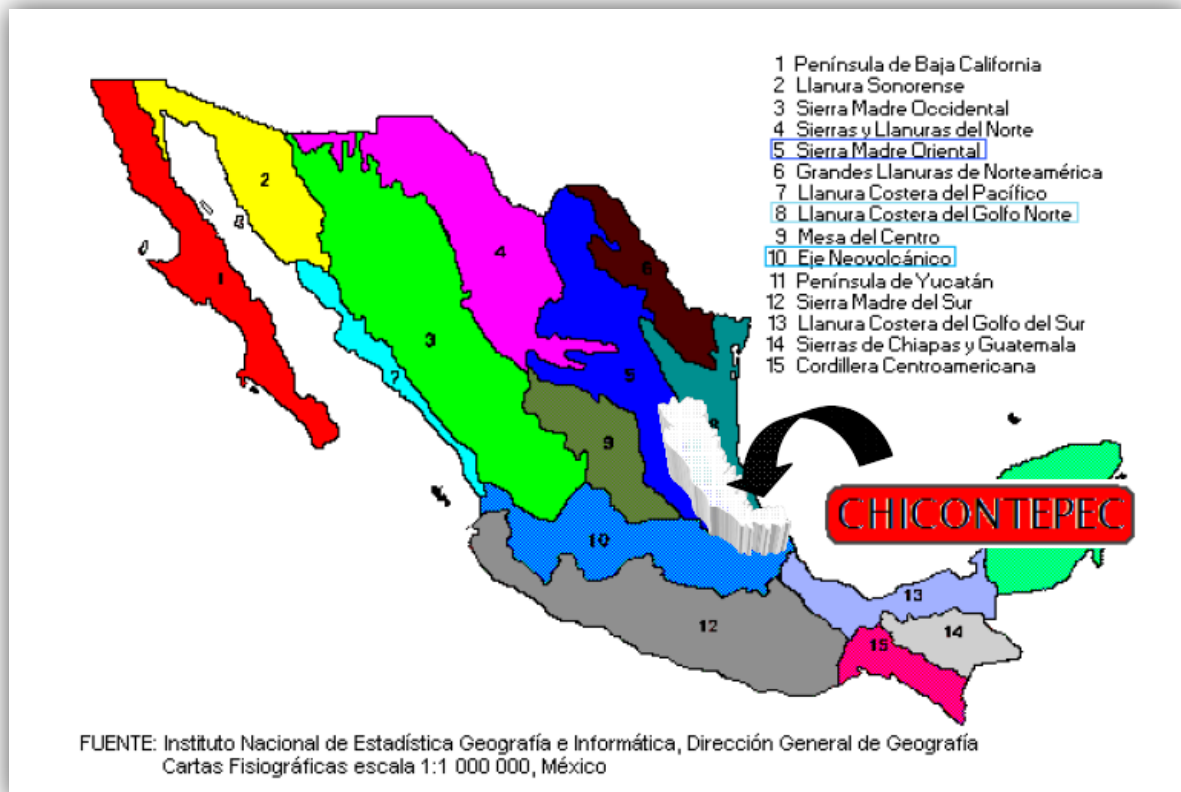 1 Península de Baja California
2 Llanura Sonorense
3 Sierra Madre Occidental
4 Sierras y Llanuras del Norte
5 Sierra Madre Oriental
6 Grandes Llanuras de Norteamérica
7 Llanura Costera del Pacífico
8 Llanura Costera del Golfo Norte
9 Mesa del Centro
10 Eje Neovolcánico
11 Península de Yucatán
12 Sierra Madre del Sur
13 Llanura Costera del Golfo del Sur
14 Sierras de Chiapas y Guatemala
15 Cordillera Centroamericana
2
4
6
1
3
5
7
8
9
CHICONTEPEC
10
13
12
14
15
FUENTE: Instituto Nacional de Estadística Geografía e Informática, Dirección General de Geografía
Cartas Fisiográficas escala 1:1 000 000, México